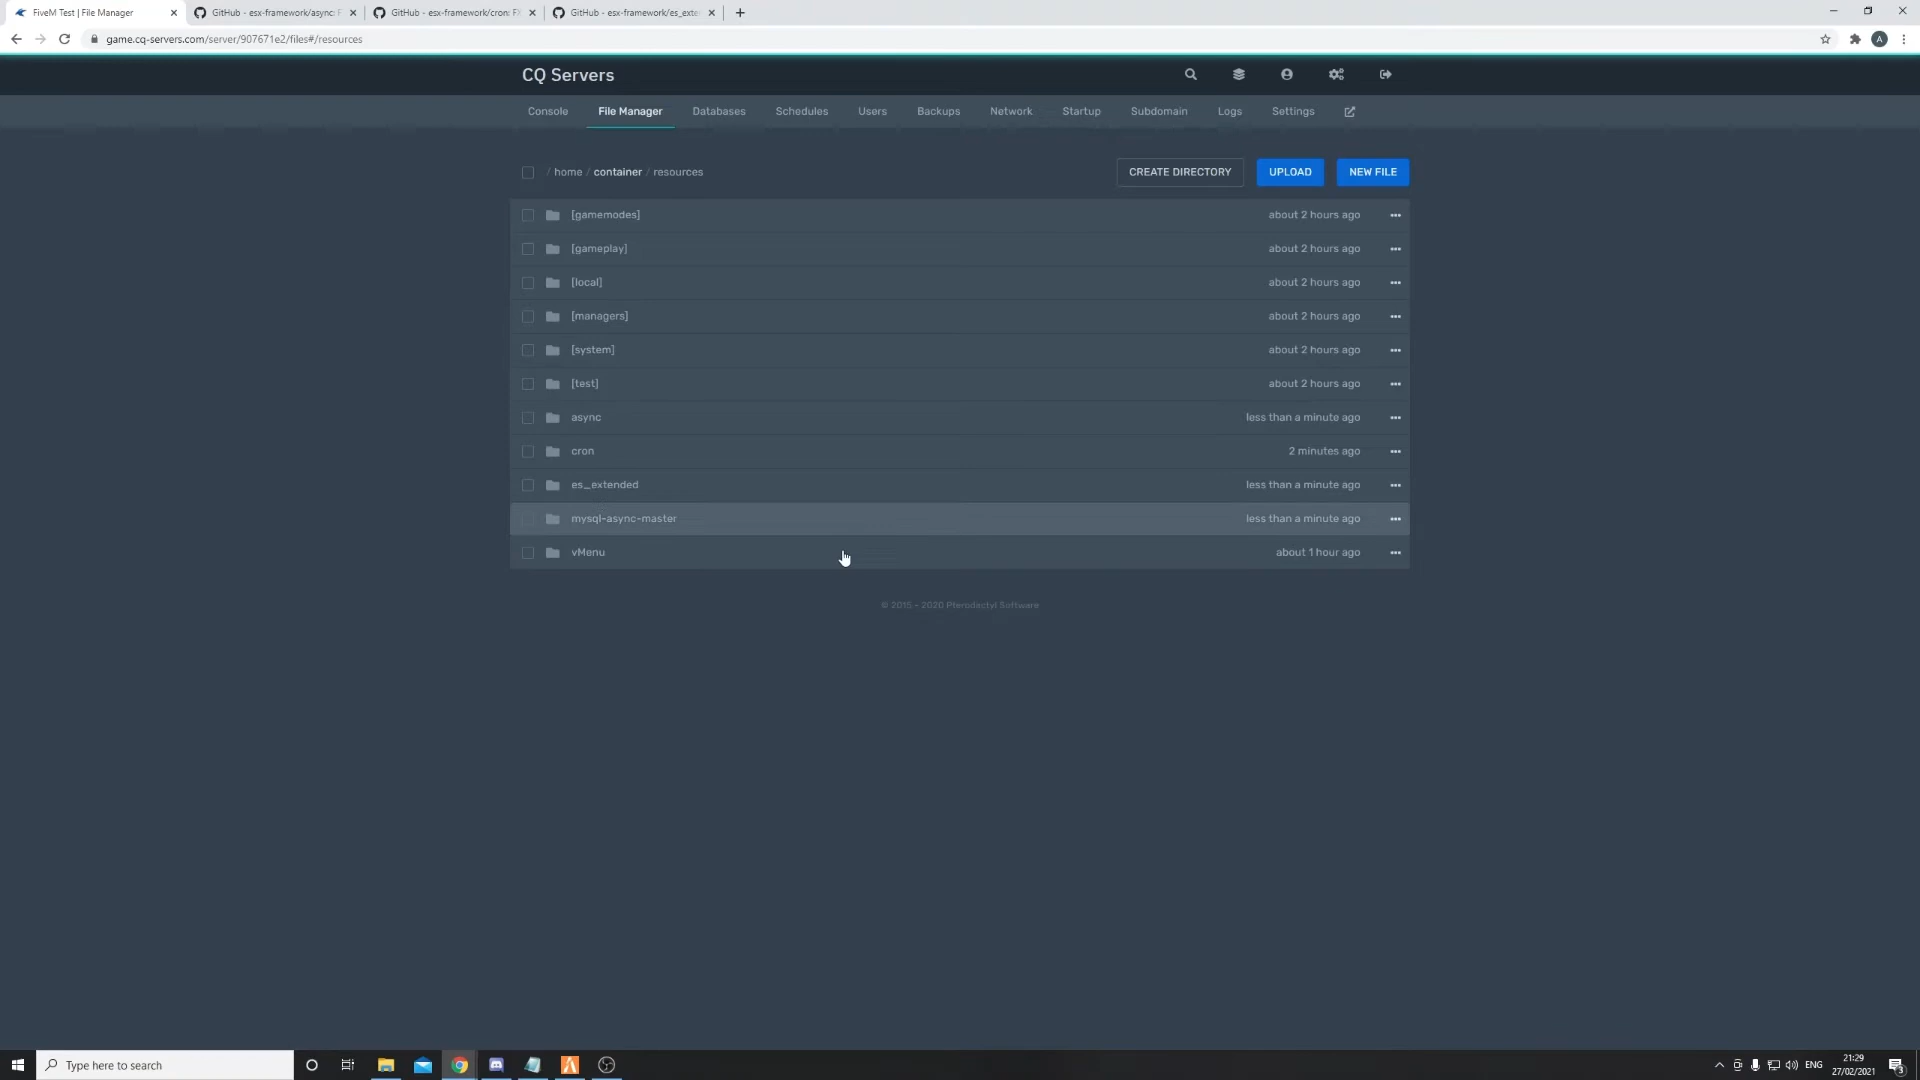 FiveM Test | File Manager
GitHub - esx-framework/async: F
GitHub - esx-framework/cron: FX
GitHub - esx-framework/es_exte
game.cq-servers.com/server/907671e2/files#/resources
A
CQ Servers
Console
File Manager
Databases
Schedules
Users
Backups
Network
Startup
Subdomain
Logs
Settings
/ home / container / resources
CREATE DIRECTORY
UPLOAD
NEW FILE
[gamemodes] about 2 hours ago
[gameplay] about 2 hours ago
[local] about 2 hours ago
[managers] about 2 hours ago
[system] about 2 hours ago
[test] about 2 hours ago
async less than a minute ago
cron 2 minutes ago
es_extended less than a minute ago
mysql-async-master less than a minute ago
vMenu about 1 hour ago
© 2015 - 2020 Pterodactyl Software
Type here to search
ENG
21:29
27/02/2021
3